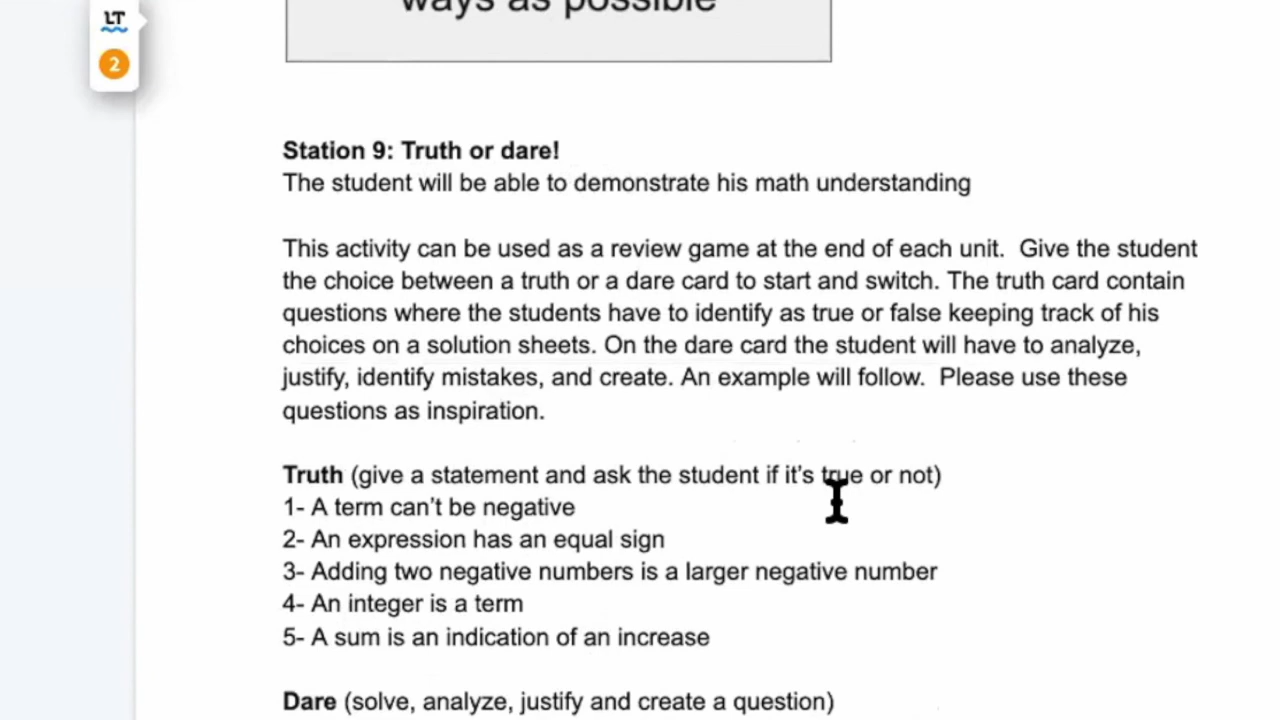 LT
2
ways as possible
Station 9: Truth or dare!
The student will be able to demonstrate his math understanding
This activity can be used as a review game at the end of each unit.  Give the student
the choice between a truth or a dare card to start and switch. The truth card contain
questions where the students have to identify as true or false keeping track of his
choices on a solution sheets. On the dare card the student will have to analyze,
justify, identify mistakes, and create. An example will follow.  Please use these
questions as inspiration.
Truth (give a statement and ask the student if it's true or not)
1- A term can't be negative
2- An expression has an equal sign
3- Adding two negative numbers is a larger negative number
4- An integer is a term
5- A sum is an indication of an increase
Dare (solve, analyze, justify and create a question)